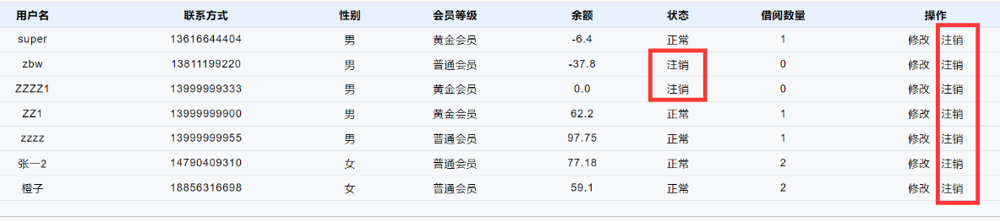 用户名 联系方式 性别 会员等级 余额 状态 借阅数量 操作
super 13616644404 男 黄金会员 -6.4 正常 1 修改 注销
zbw 13811199220 男 普通会员 -37.8 注销 0 修改 注销
ZZZZ1 13999999333 男 黄金会员 0.0 注销 0 修改 注销
ZZ1 13999999900 男 黄金会员 62.2 正常 1 修改 注销
zzzz 13999999955 男 普通会员 97.75 正常 1 修改 注销
张一2 14790409310 女 普通会员 77.18 正常 2 修改 注销
橙子 18856316698 女 普通会员 59.1 正常 2 修改 注销